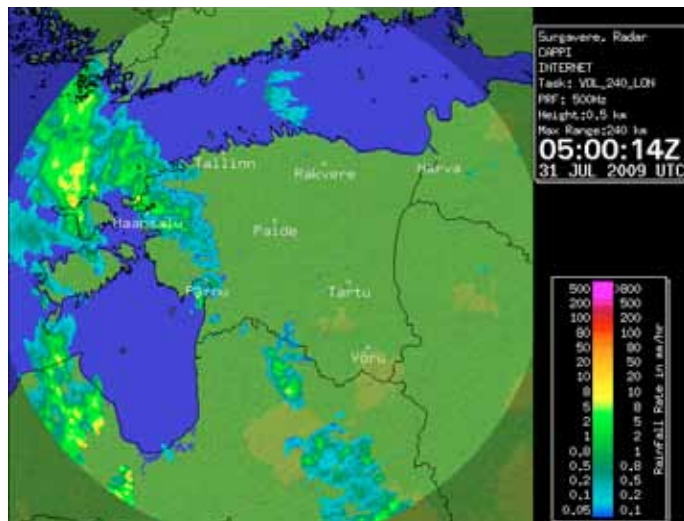 Surgavere, Radar
CAPPI
INTERNET
Task: VOL_240_LON
PRF: 500Hz
Height:0.5 km
Max Range:240 km
05:00:14Z
31 JUL 2009 UTC
Tallinn
Rakvere
Narva
Haapsalu
Paide
Pärnu
Tartu
Võru
500 >800
200 500
100 200
80 100
50 80
20 50
10 20
8 10
5 8
2 5
1 2
0.8 1
0.5 0.8
0.2 0.5
0.1 0.2
0.05 0.1
Rainfall Rate in mm/hr